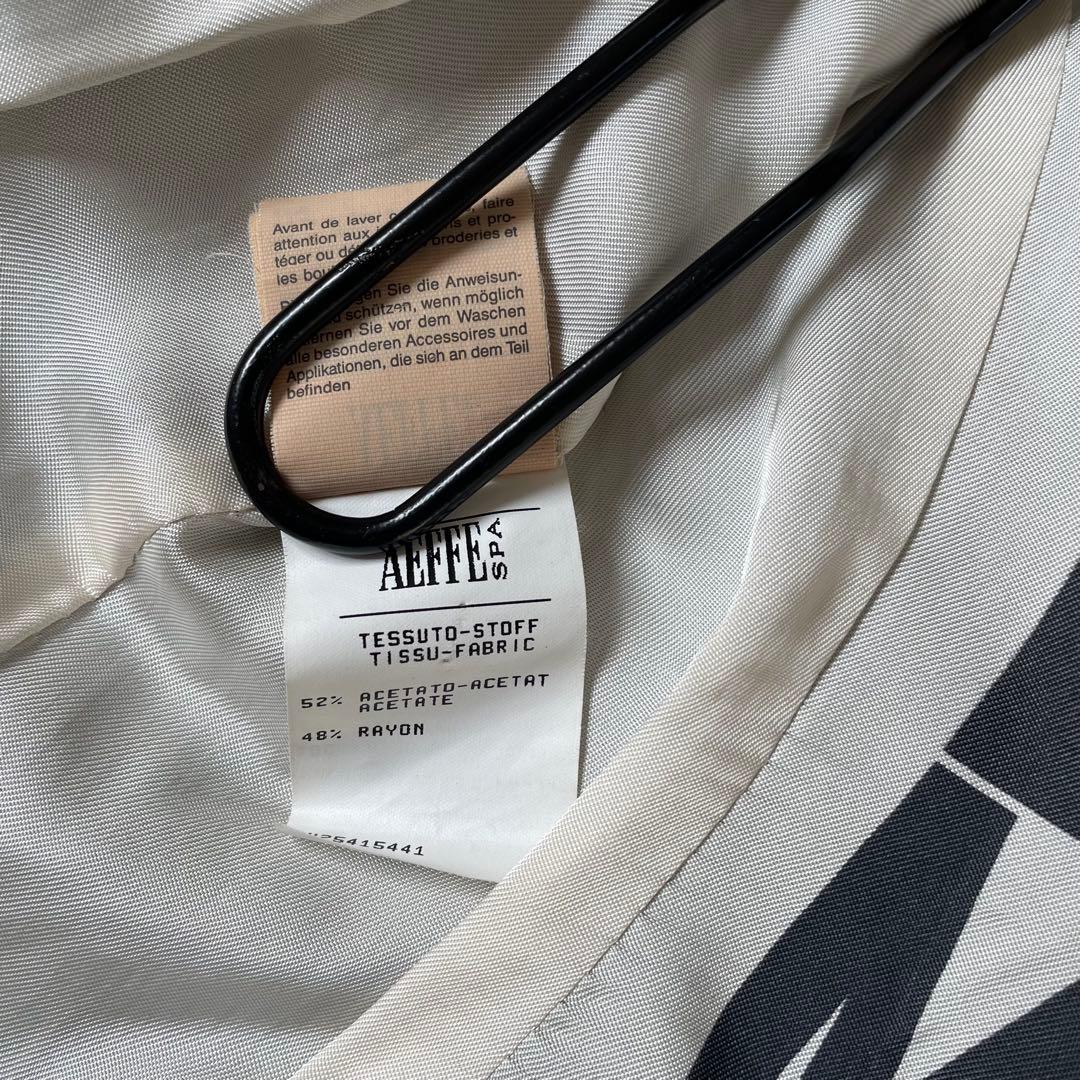 Avant de laver faire
attention aux et pro-
téger ou broderies et
les
Sie die Anweisun-
schützen, wenn möglich
Sie vor dem Waschen
alle besonderen Accessoires und
Applikationen, die sich an dem Teil
befinden
AEFFE SPA
TESSUTO-STOFF
TISSU-FABRIC
52% ACETATO-ACETAT
ACETATE
48% RAYON
25415441